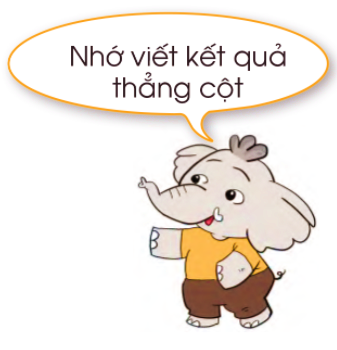 Nhớ viết kết quả
thẳng cột